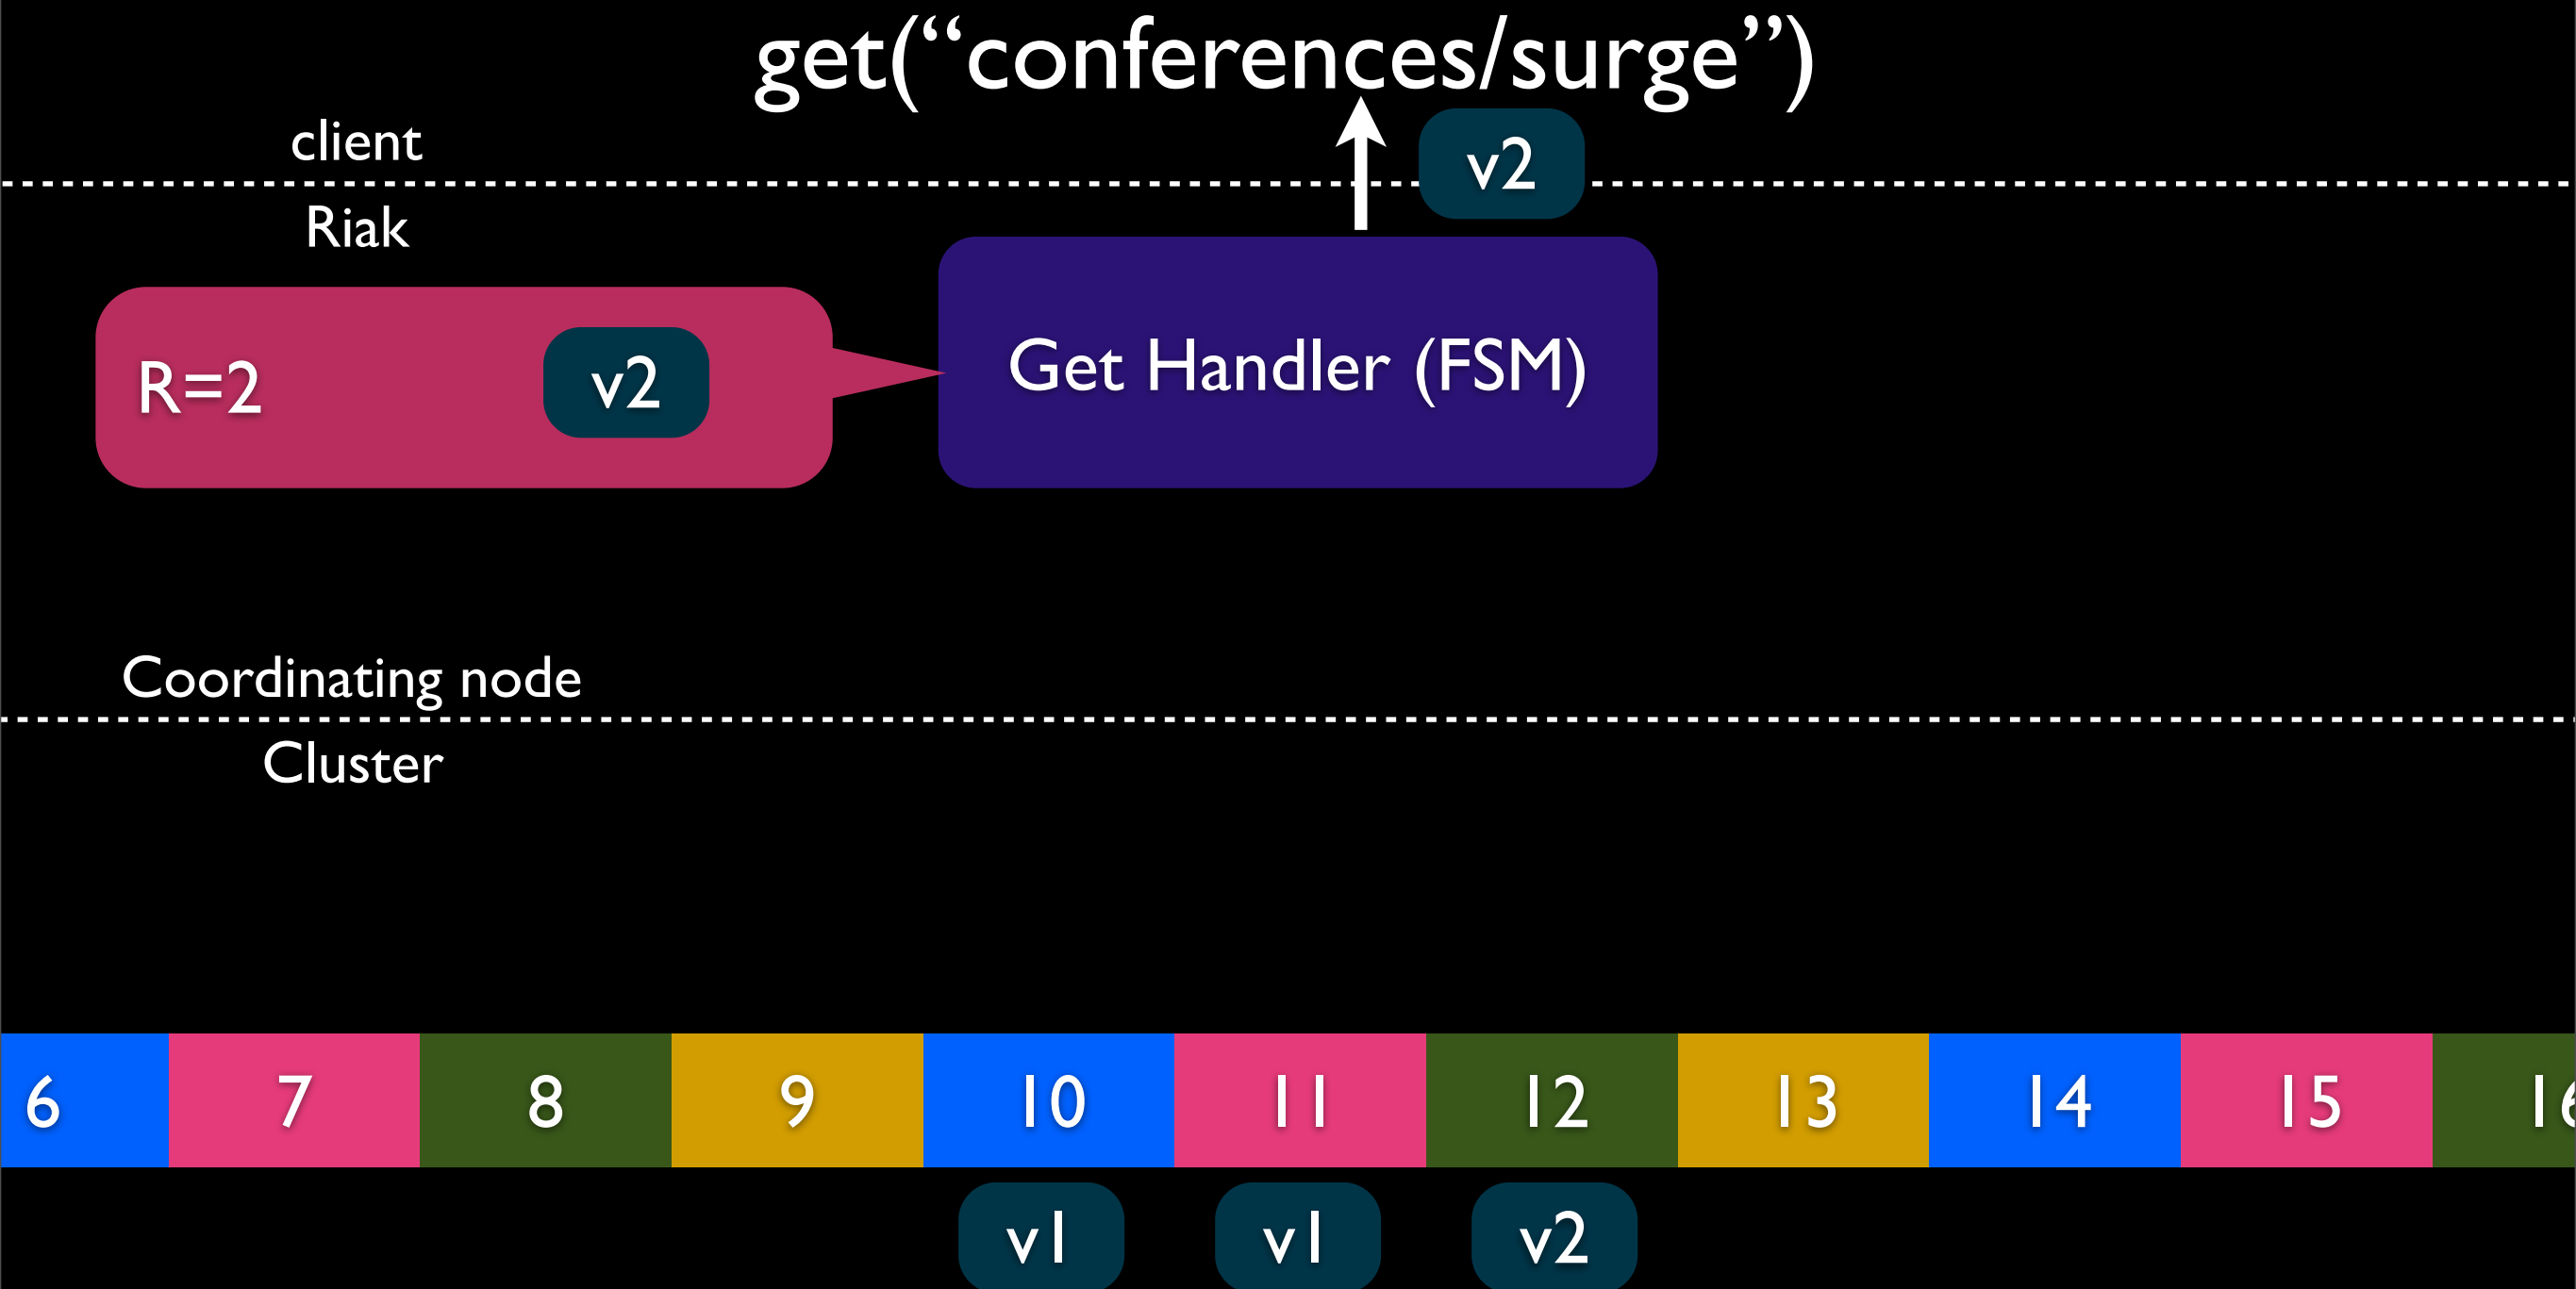 get(“conferences/surge”)
client
v2
Riak
R=2
v2
Get Handler (FSM)
Coordinating node
Cluster
6 7 8 9 10 11 12 13 14 15 16
v1 v1 v2